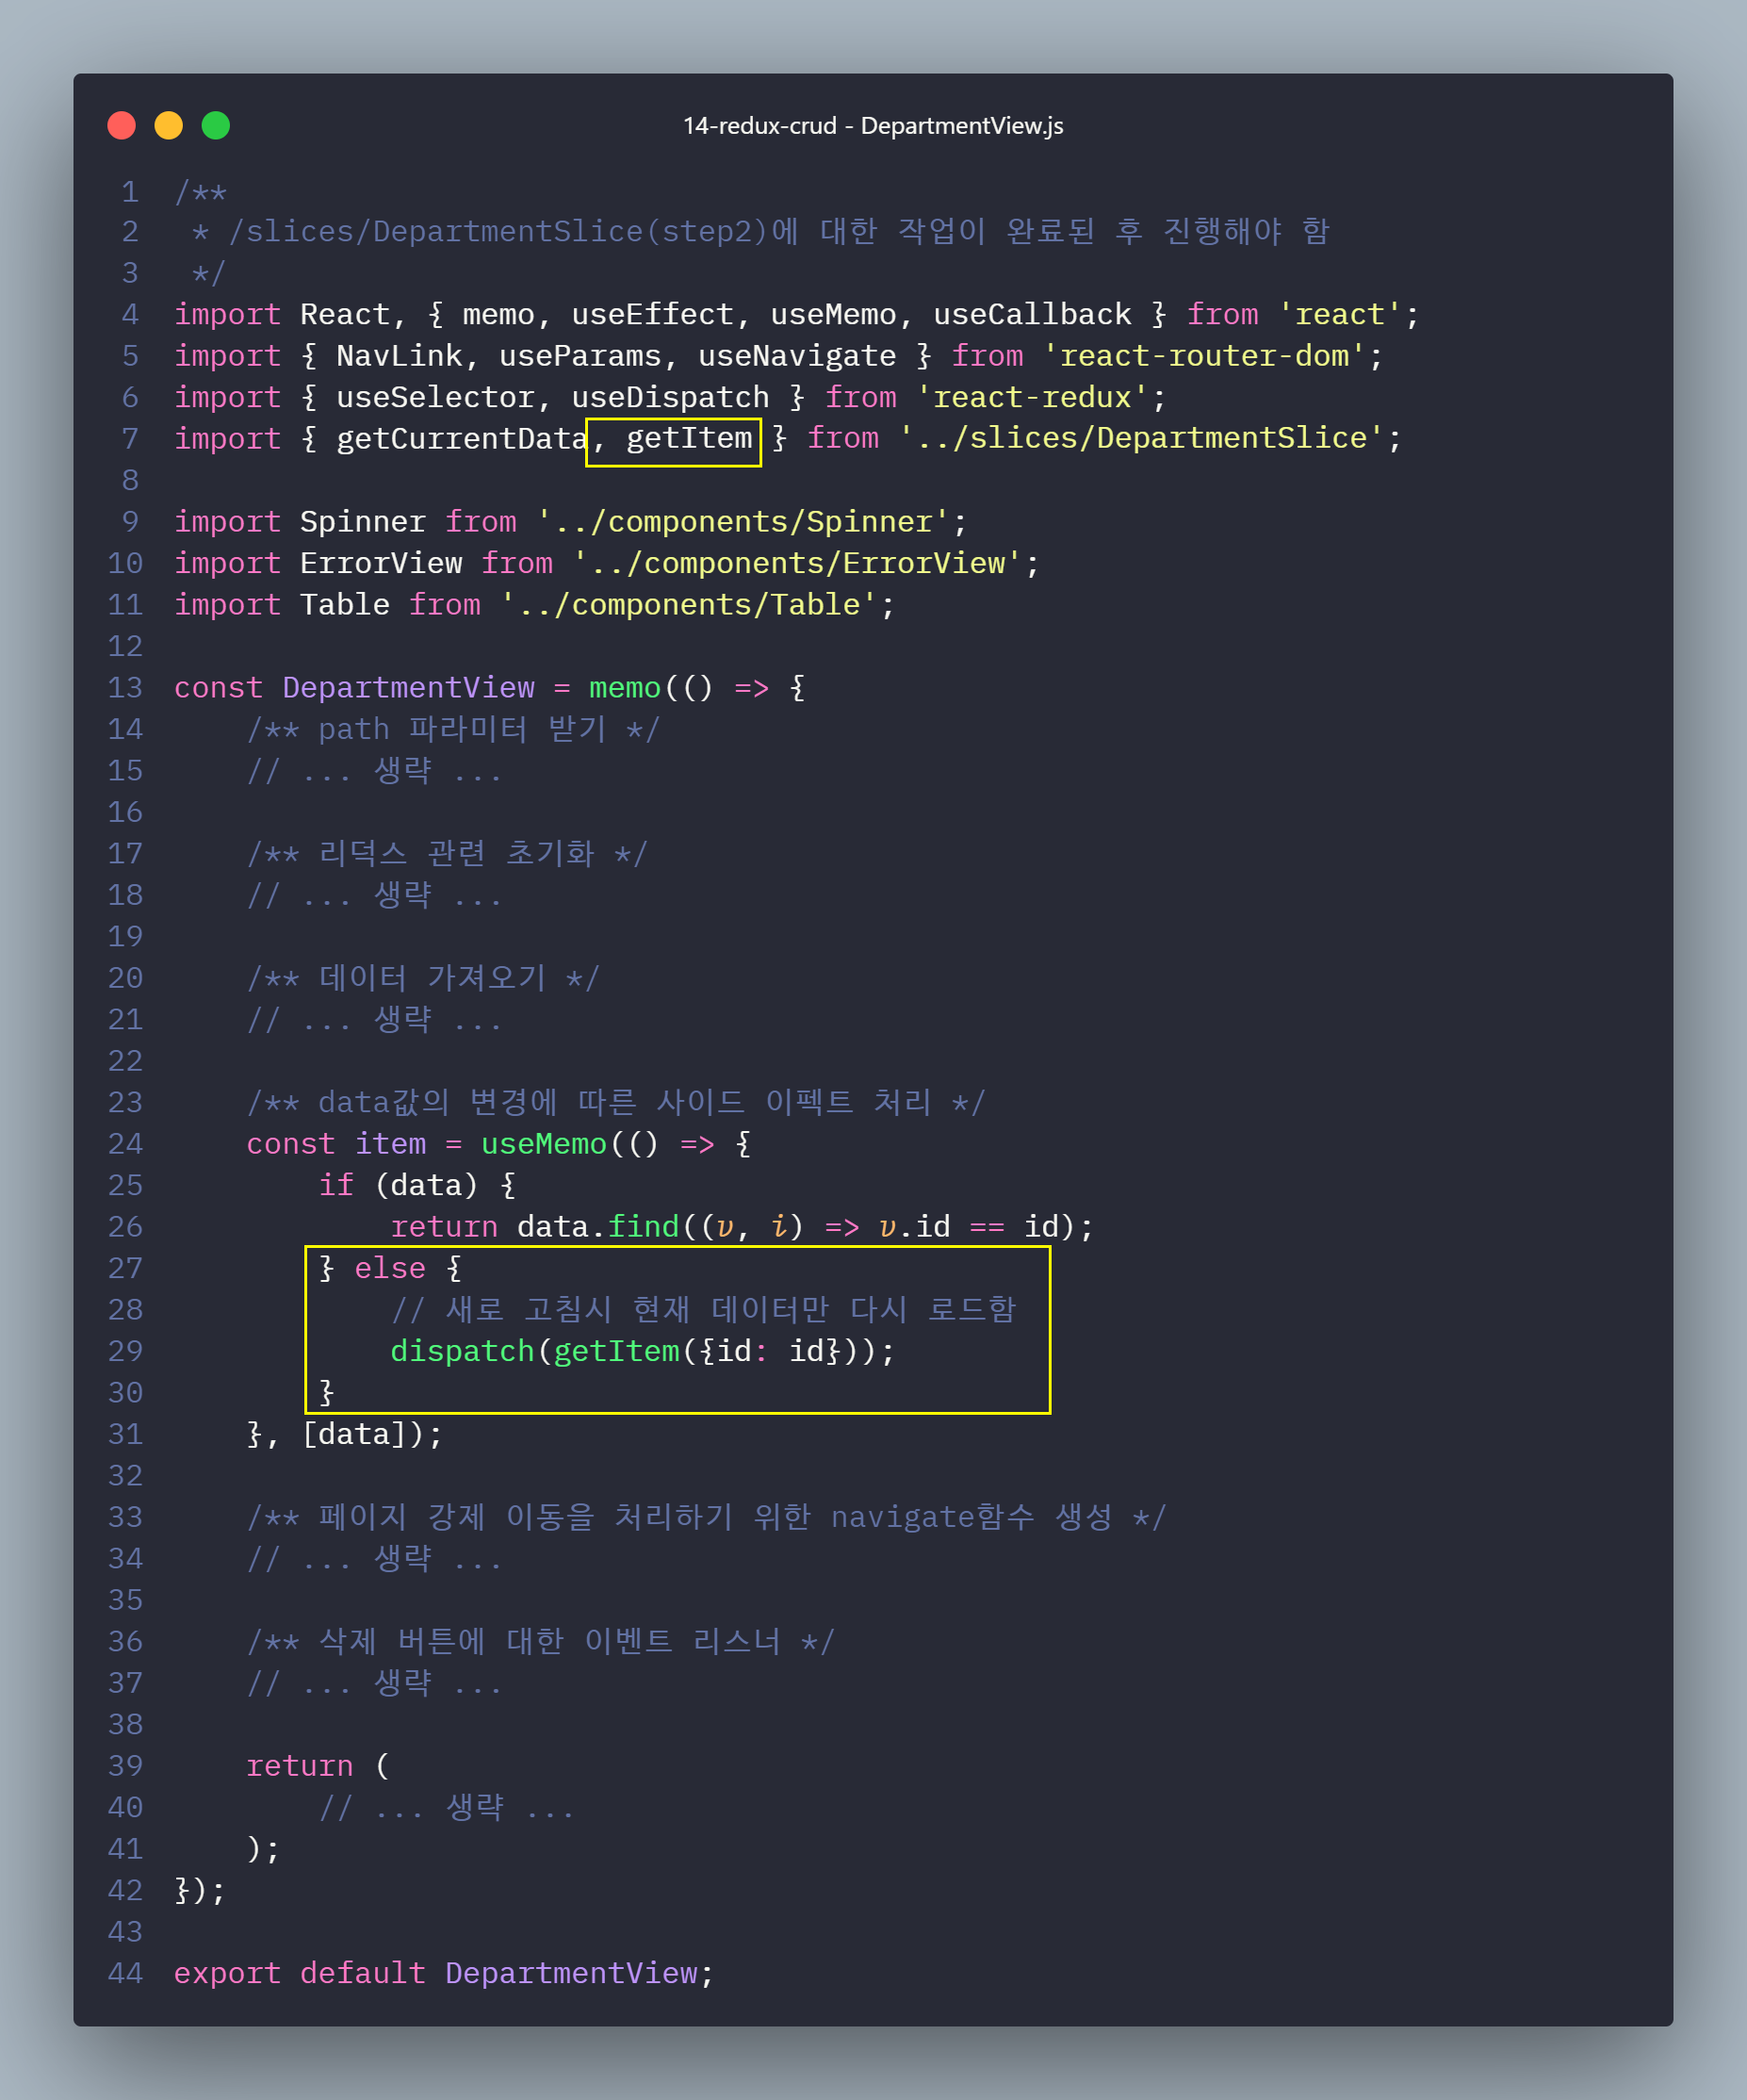 14-redux-crud - DepartmentView.js
1 /**
2  * /slices/DepartmentSlice(step2)에 대한 작업이 완료된 후 진행해야 함
3  */
4 import React, { memo, useEffect, useMemo, useCallback } from 'react';
5 import { NavLink, useParams, useNavigate } from 'react-router-dom';
6 import { useSelector, useDispatch } from 'react-redux';
7 import { getCurrentData, getItem } from '../slices/DepartmentSlice';
8
9 import Spinner from '../components/Spinner';
10 import ErrorView from '../components/ErrorView';
11 import Table from '../components/Table';
12
13 const DepartmentView = memo(() => {
14     /** path 파라미터 받기 */
15     // ... 생략 ...
16
17     /** 리덕스 관련 초기화 */
18     // ... 생략 ...
19
20     /** 데이터 가져오기 */
21     // ... 생략 ...
22
23     /** data값의 변경에 따른 사이드 이펙트 처리 */
24     const item = useMemo(() => {
25         if (data) {
26             return data.find((v, i) => v.id == id);
27         } else {
28             // 새로 고침시 현재 데이터만 다시 로드함
29             dispatch(getItem({id: id}));
30         }
31     }, [data]);
32
33     /** 페이지 강제 이동을 처리하기 위한 navigate함수 생성 */
34     // ... 생략 ...
35
36     /** 삭제 버튼에 대한 이벤트 리스너 */
37     // ... 생략 ...
38
39     return (
40         // ... 생략 ...
41     );
42 });
43
44 export default DepartmentView;